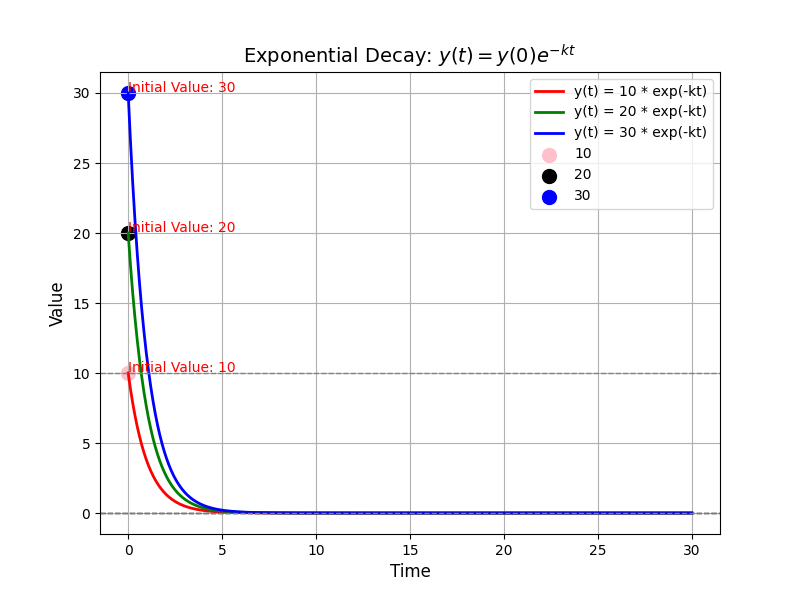 Exponential Decay: y(t) = y(0)e^{-kt}
Initial Value: 30
Initial Value: 20
Initial Value: 10
y(t) = 10 * exp(-kt)
y(t) = 20 * exp(-kt)
y(t) = 30 * exp(-kt)
10
20
30
Value
30
25
20
15
10
5
0
0 5 10 15 20 25 30
Time